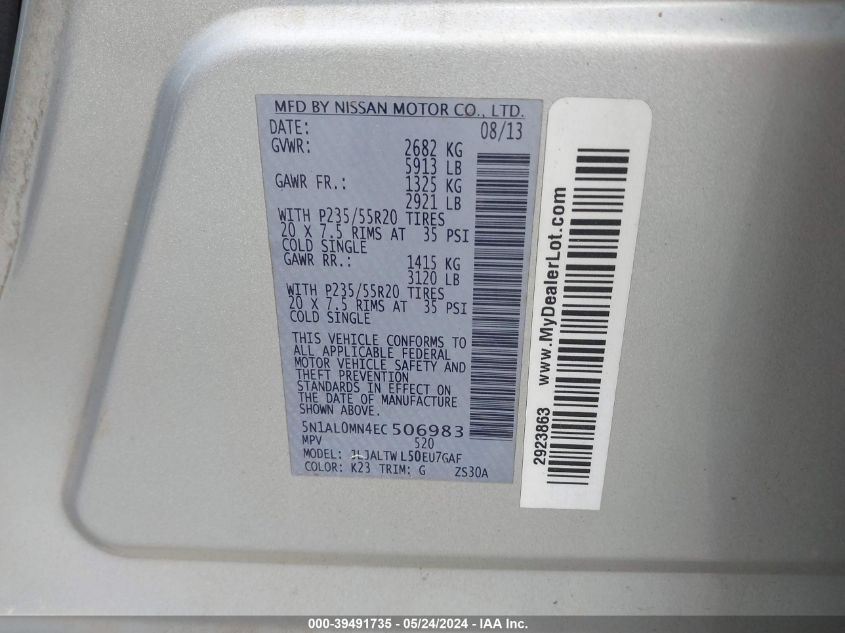 MFD BY NISSAN MOTOR CO., LTD.
DATE: 08/13
GVWR: 2682 KG
5913 LB
GAWR FR.: 1325 KG
2921 LB
WITH P235/55R20 TIRES
20 X 7.5 RIMS AT 35 PSI
COLD SINGLE
GAWR RR.: 1415 KG
3120 LB
WITH P235/55R20 TIRES
20 X 7.5 RIMS AT 35 PSI
COLD SINGLE
THIS VEHICLE CONFORMS TO
ALL APPLICABLE FEDERAL
MOTOR VEHICLE SAFETY AND
THEFT PREVENTION
STANDARDS IN EFFECT ON
THE DATE OF MANUFACTURE
SHOWN ABOVE.
5N1AL0MN4EC506983
MPV 520
MODEL: JLJALTWL50EU7GAF
COLOR: K23 TRIM: G ZS30A
www.MyDealerLot.com
2923863
000-39491735 - 05/24/2024 - IAA Inc.